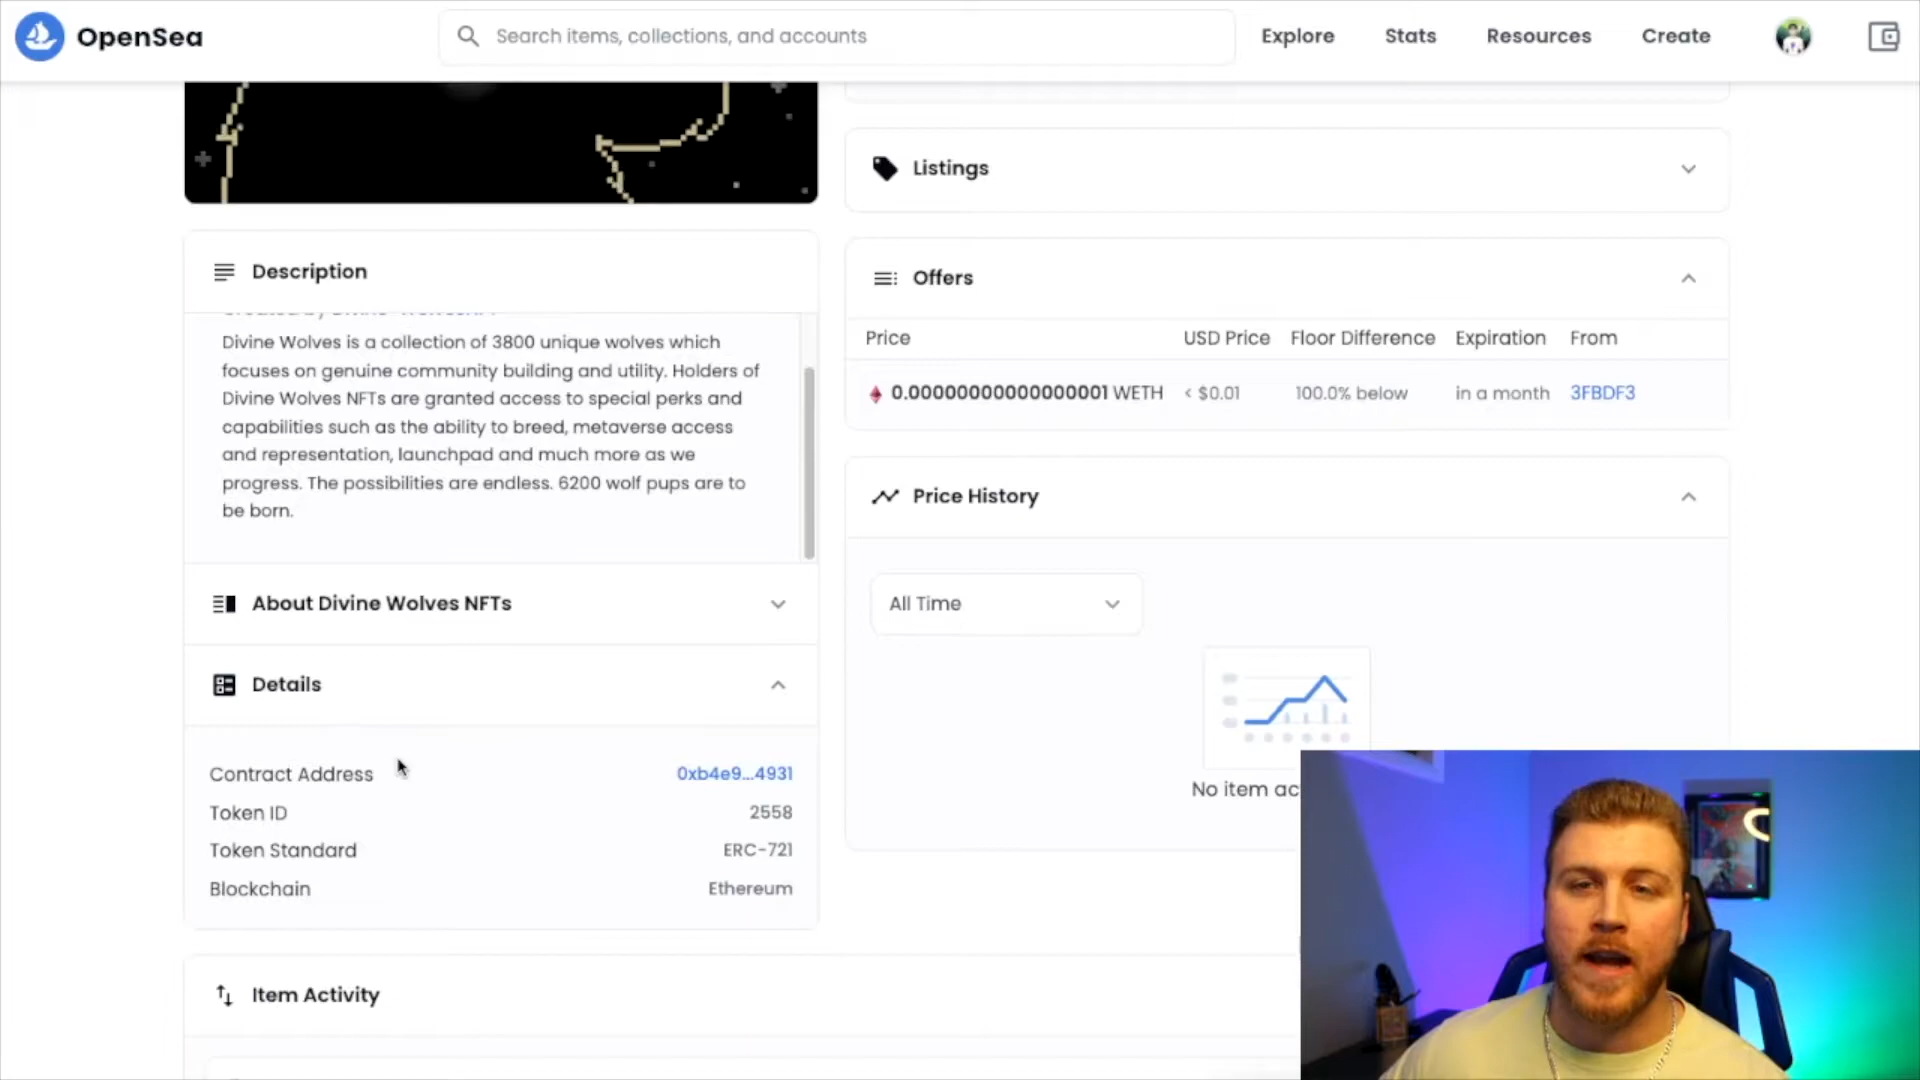 OpenSea
Search items, collections, and accounts
Explore
Stats
Resources
Create
Description
Divine Wolves is a collection of 3800 unique wolves which
focuses on genuine community building and utility. Holders of
Divine Wolves NFTs are granted access to special perks and
capabilities such as the ability to breed, metaverse access
and representation, launchpad and much more as we
progress. The possibilities are endless. 6200 wolf pups are to
be born.
About Divine Wolves NFTs
Details
Contract Address 0xb4e9...4931
Token ID 2558
Token Standard ERC-721
Blockchain Ethereum
Item Activity
Listings
Offers
Price USD Price Floor Difference Expiration From
0.00000000000000001 WETH < $0.01 100.0% below in a month 3FBDF3
Price History
All Time
No item ac